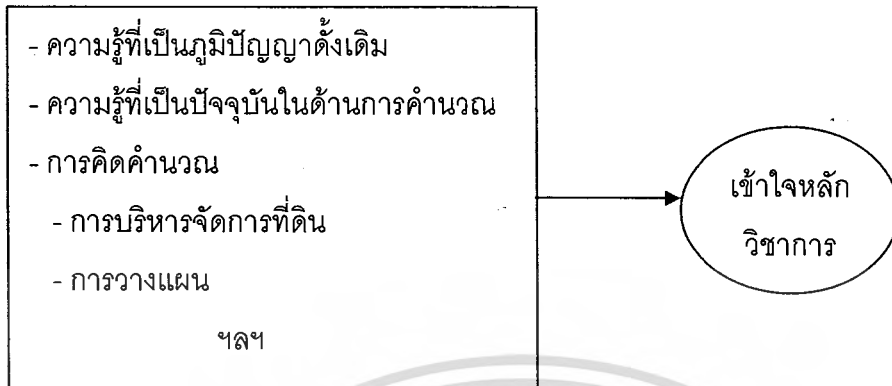 - ความรู้ที่เป็นภูมิปัญญาดั้งเดิม
- ความรู้ที่เป็นปัจจุบันในด้านการคำนวณ
- การคิดคำนวณ
- การบริหารจัดการที่ดิน
- การวางแผน
ฯลฯ
เข้าใจหลัก
วิชาการ